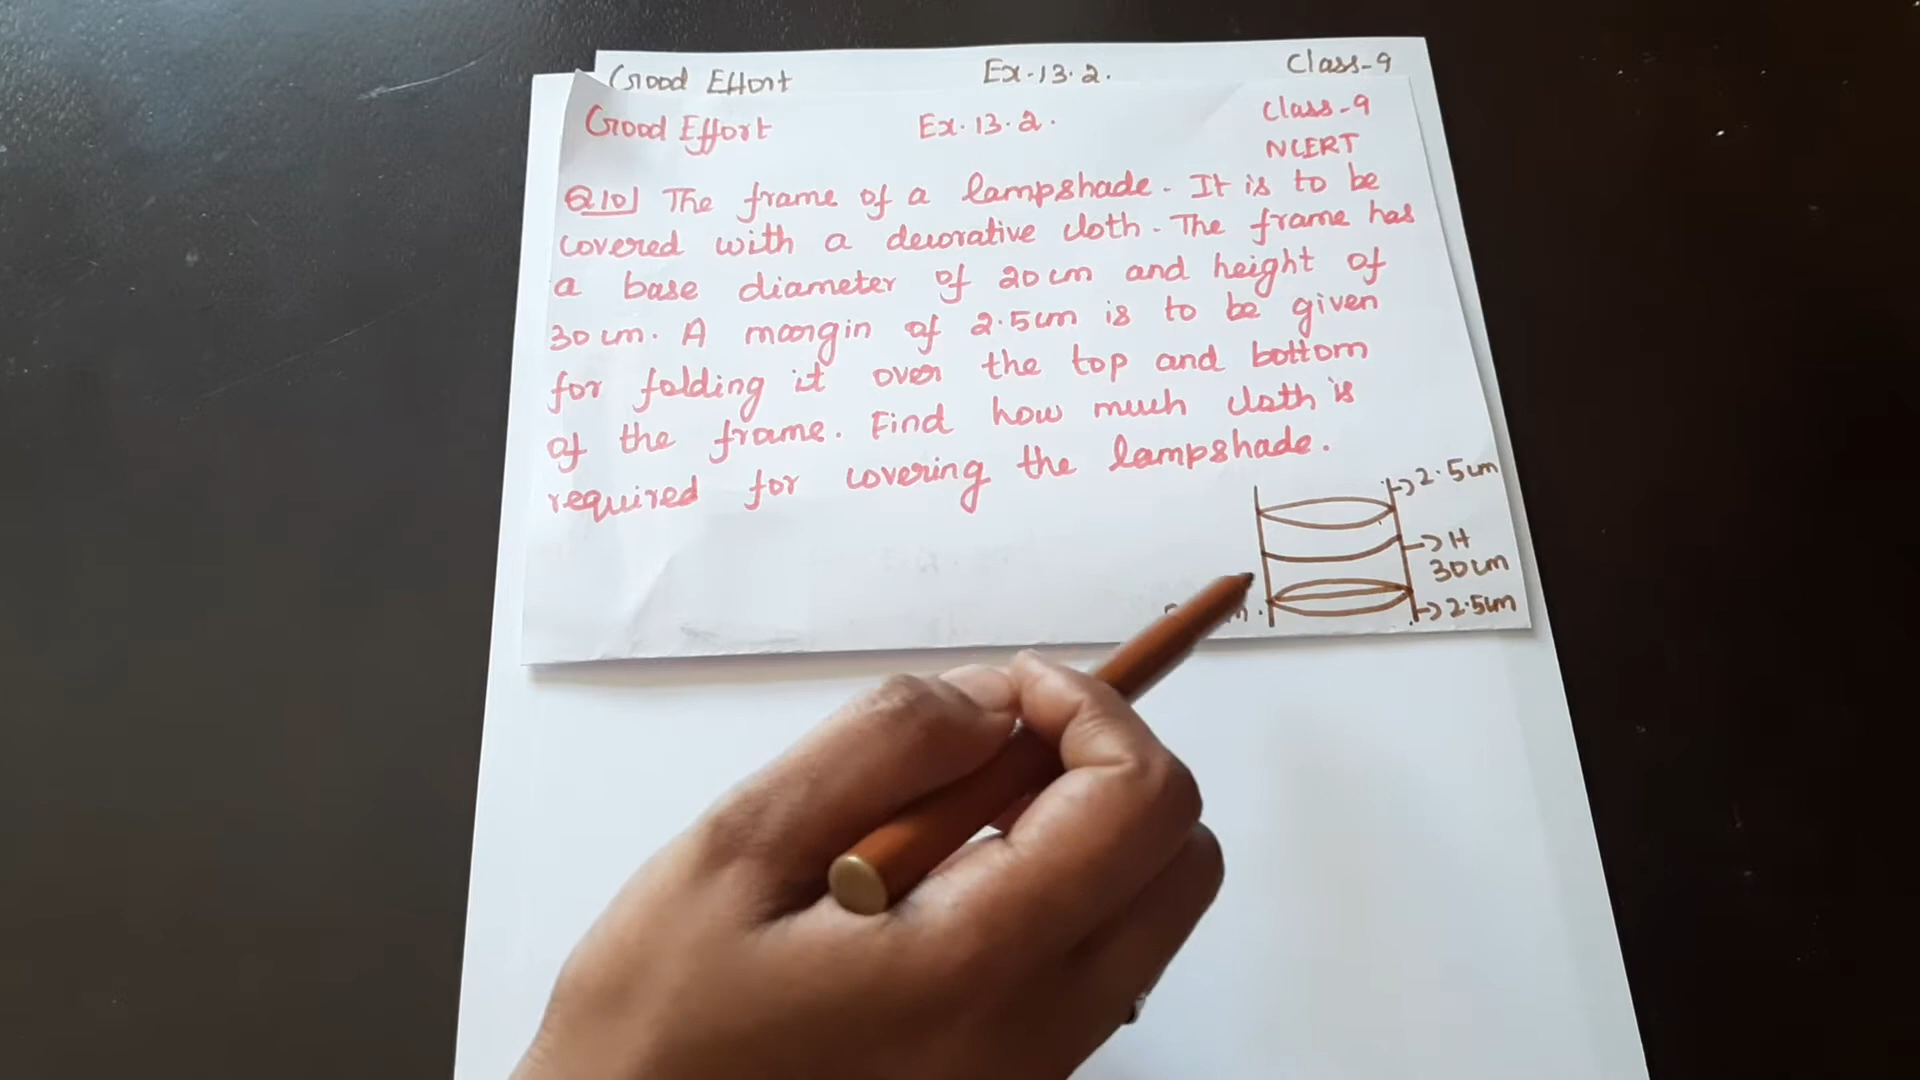 Good Effort Ex-13.2. Class-9
Good Effort Ex.13.2. Class-9
NCERT
Q10) The frame of a lampshade. It is to be
covered with a decorative cloth. The frame has
a base diameter of 20cm and height of
30cm. A margin of 2.5cm is to be given
for folding it over the top and bottom
of the frame. Find how much cloth is
required for covering the lampshade.
2.5cm
H
30cm
2.5cm